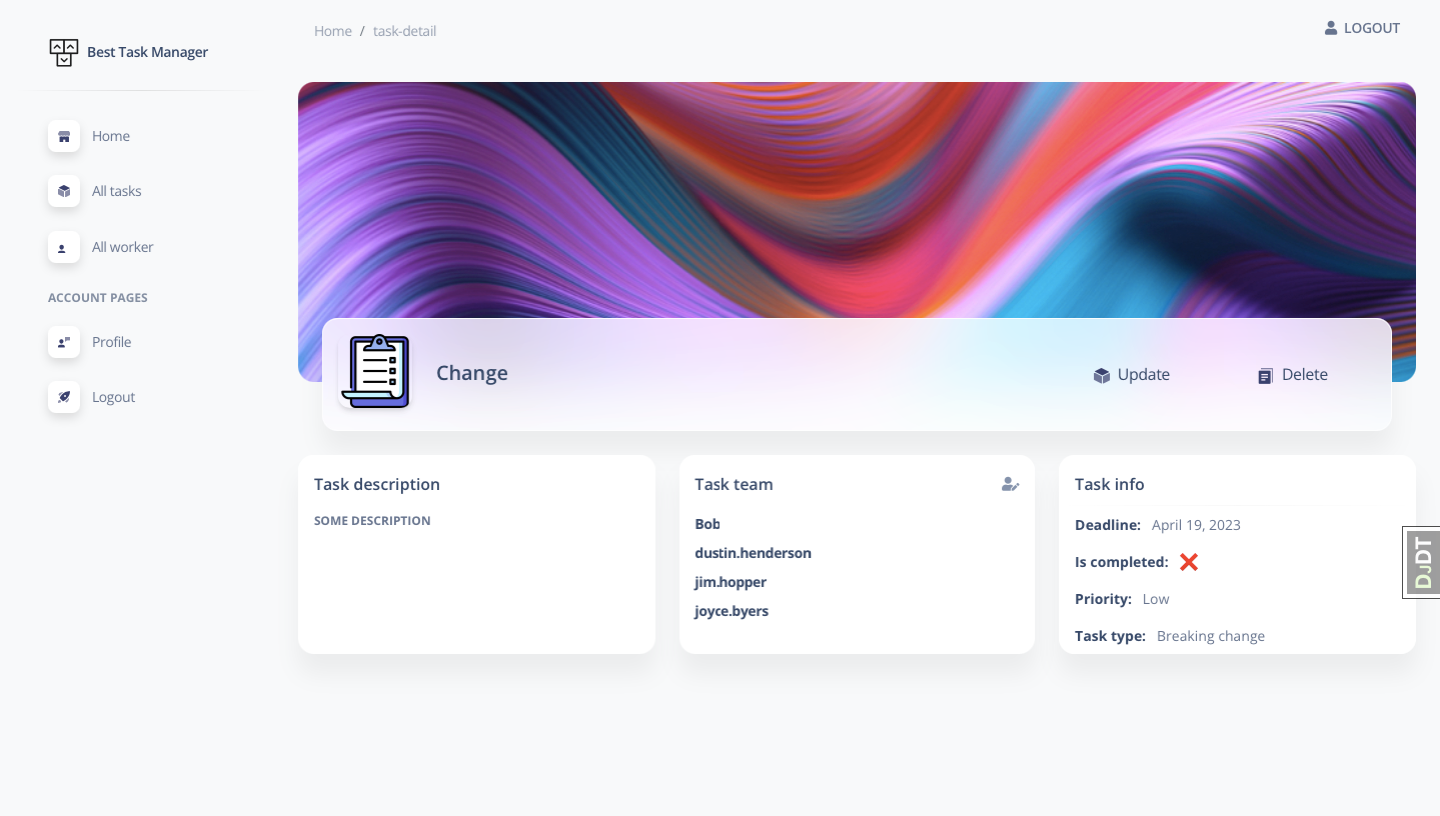 Best Task Manager
Home
All tasks
All worker
ACCOUNT PAGES
Profile
Logout
Home / task-detail
LOGOUT
Change
Update
Delete
Task description
SOME DESCRIPTION
Task team
Bob
dustin.henderson
jim.hopper
joyce.byers
Task info
Deadline: April 19, 2023
Is completed: ❌
Priority: Low
Task type: Breaking change
DJDT